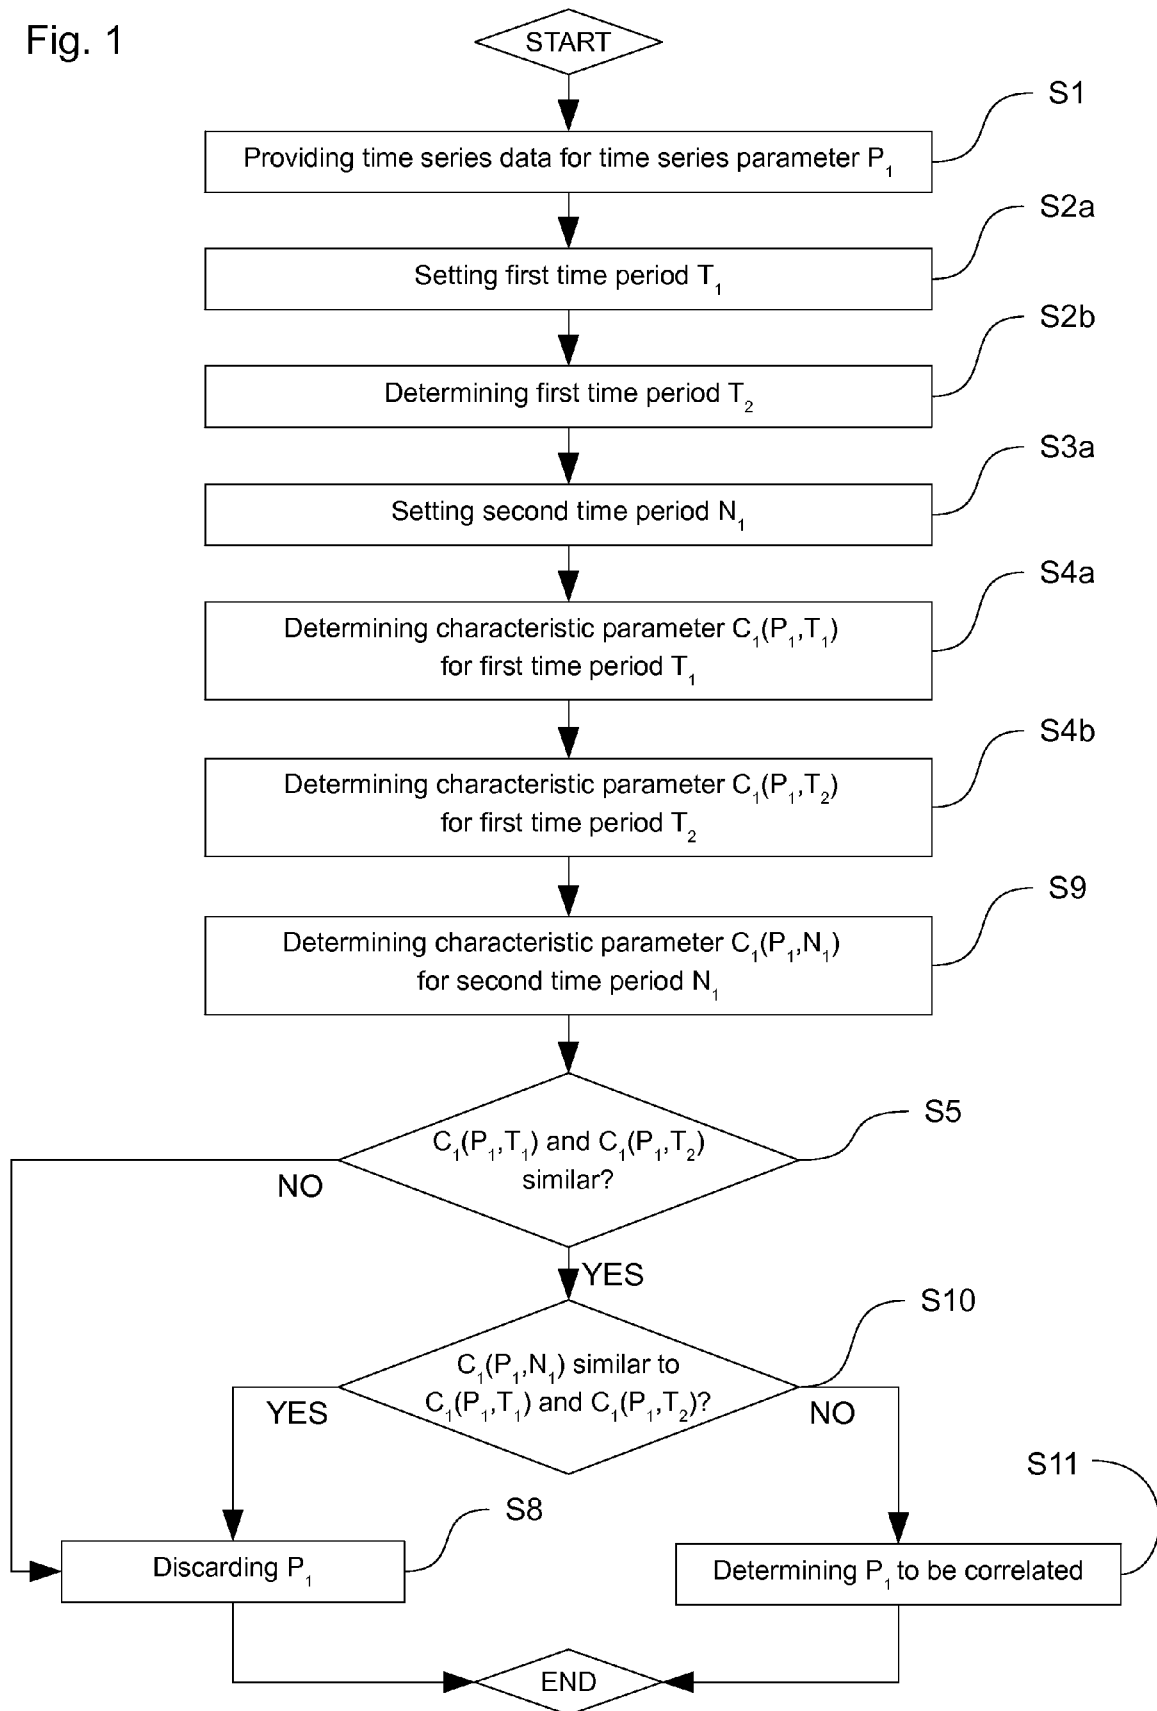 Fig. 1
START
S1
Providing time series data for time series parameter P₁
S2a
Setting first time period T₁
S2b
Determining first time period T₂
S3a
Setting second time period N₁
S4a
Determining characteristic parameter C₁(P₁,T₁)
for first time period T₁
S4b
Determining characteristic parameter C₁(P₁,T₂)
for first time period T₂
S9
Determining characteristic parameter C₁(P₁,N₁)
for second time period N₁
S5
C₁(P₁,T₁) and C₁(P₁,T₂)
similar?
NO
YES
S10
C₁(P₁,N₁) similar to
C₁(P₁,T₁) and C₁(P₁,T₂)?
YES
NO
S11
S8
Discarding P₁
Determining P₁ to be correlated
END